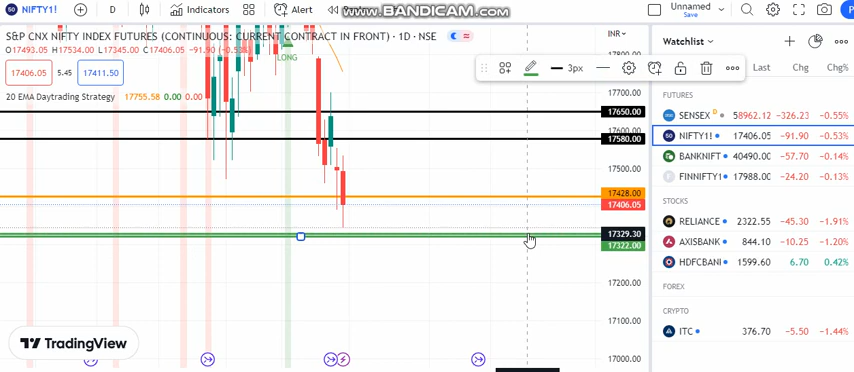 NIFTY1! D Indicators Alert Unnamed
Save
www.BANDICAM.com
S&P CNX NIFTY INDEX FUTURES (CONTINUOUS: CURRENT CONTRACT IN FRONT) · 1D · NSE
O17493.05 H17534.00 L17345.00 C17406.05 −91.90 (−0.53%)
17406.05 5.45 17411.50
LONG
20 EMA Daytrading Strategy 17755.58 0.00 0.00
3px
INR
17800.00
17700.00
17650.00
17600.00
17580.00
17500.00
17428.00
17406.05
17329.30
17322.00
17200.00
17100.00
17000.00
TradingView
Watchlist
Last Chg Chg%
FUTURES
SENSEX D 58962.12 −326.23 −0.55%
NIFTY1! 17406.05 −91.90 −0.53%
BANKNIFT 40490.00 −57.70 −0.14%
FINNIFTY1 17988.00 −24.20 −0.13%
STOCKS
RELIANCE 2322.55 −45.30 −1.91%
AXISBANK 844.10 −10.25 −1.20%
HDFCBANI 1599.60 6.70 0.42%
FOREX
CRYPTO
ITC 376.70 −5.50 −1.44%